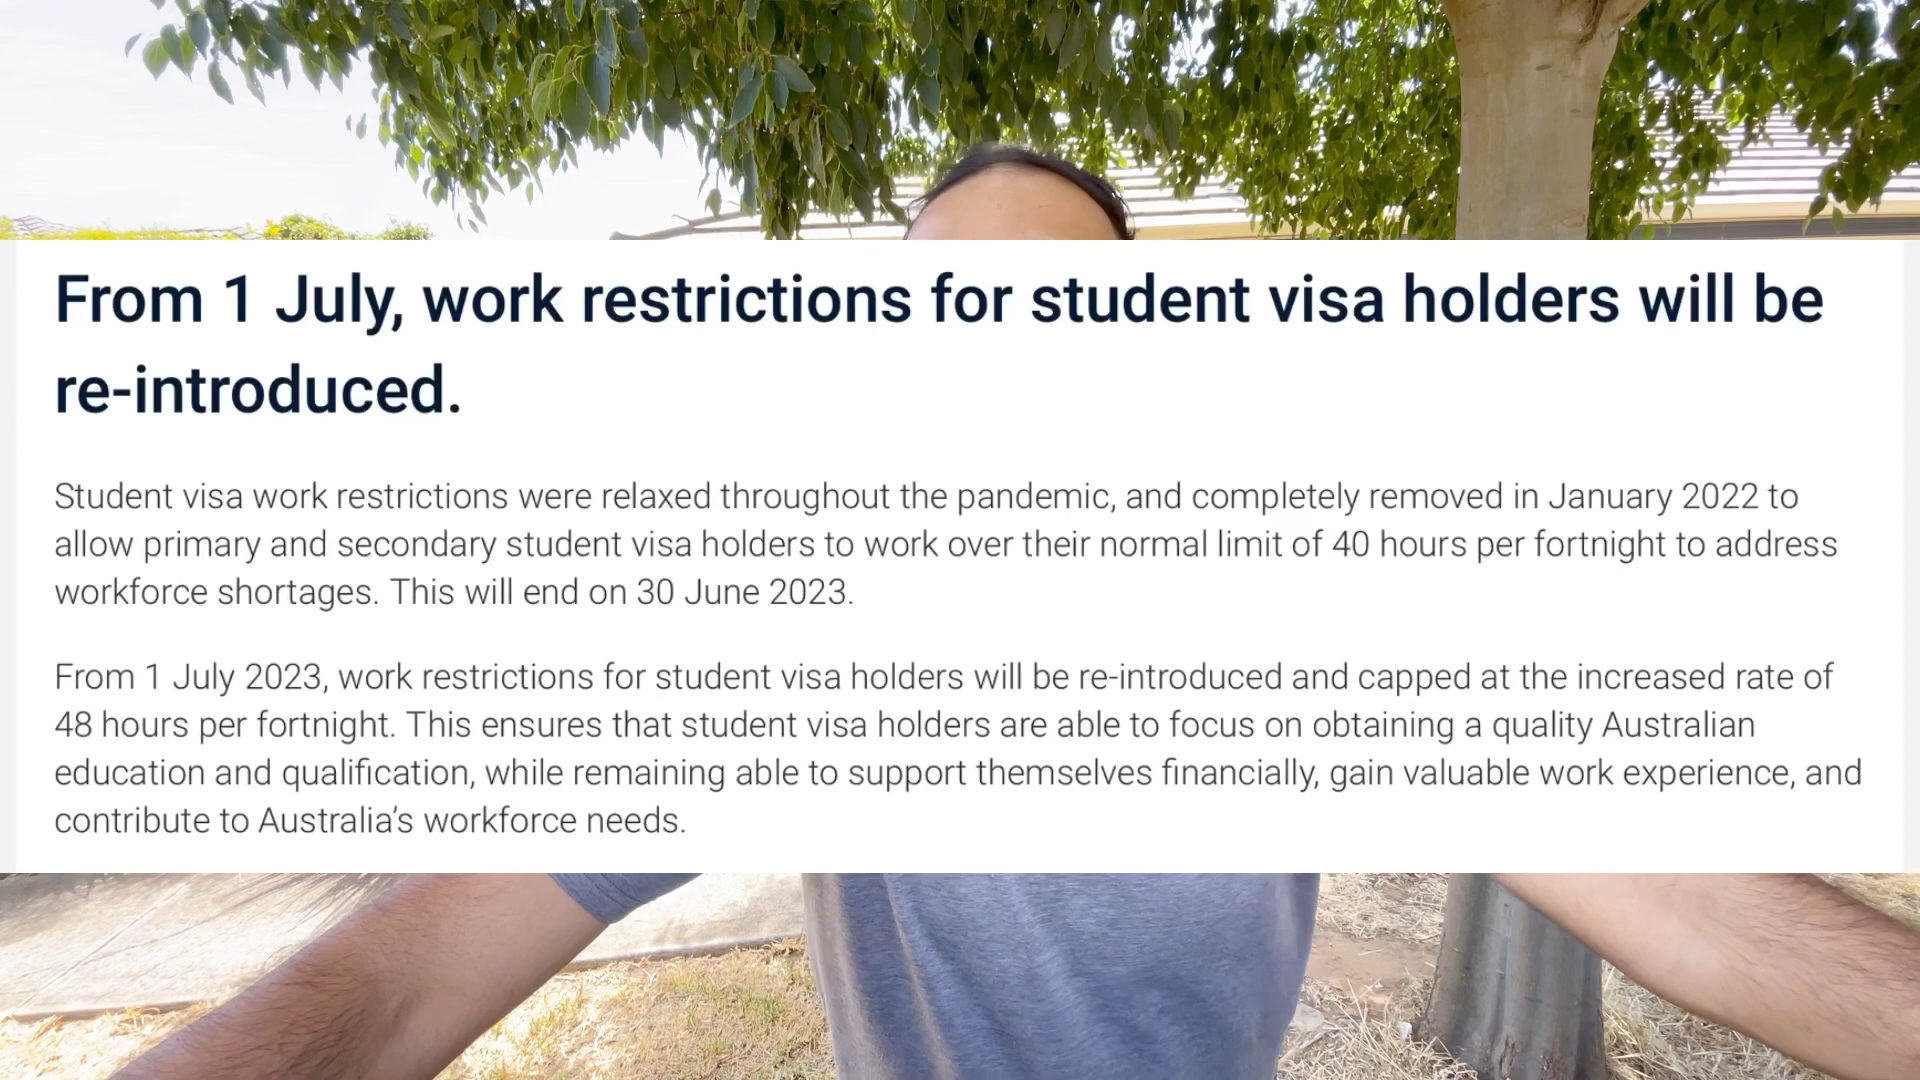 From 1 July, work restrictions for student visa holders will be
re-introduced.
Student visa work restrictions were relaxed throughout the pandemic, and completely removed in January 2022 to
allow primary and secondary student visa holders to work over their normal limit of 40 hours per fortnight to address
workforce shortages. This will end on 30 June 2023.
From 1 July 2023, work restrictions for student visa holders will be re-introduced and capped at the increased rate of
48 hours per fortnight. This ensures that student visa holders are able to focus on obtaining a quality Australian
education and qualification, while remaining able to support themselves financially, gain valuable work experience, and
contribute to Australia’s workforce needs.